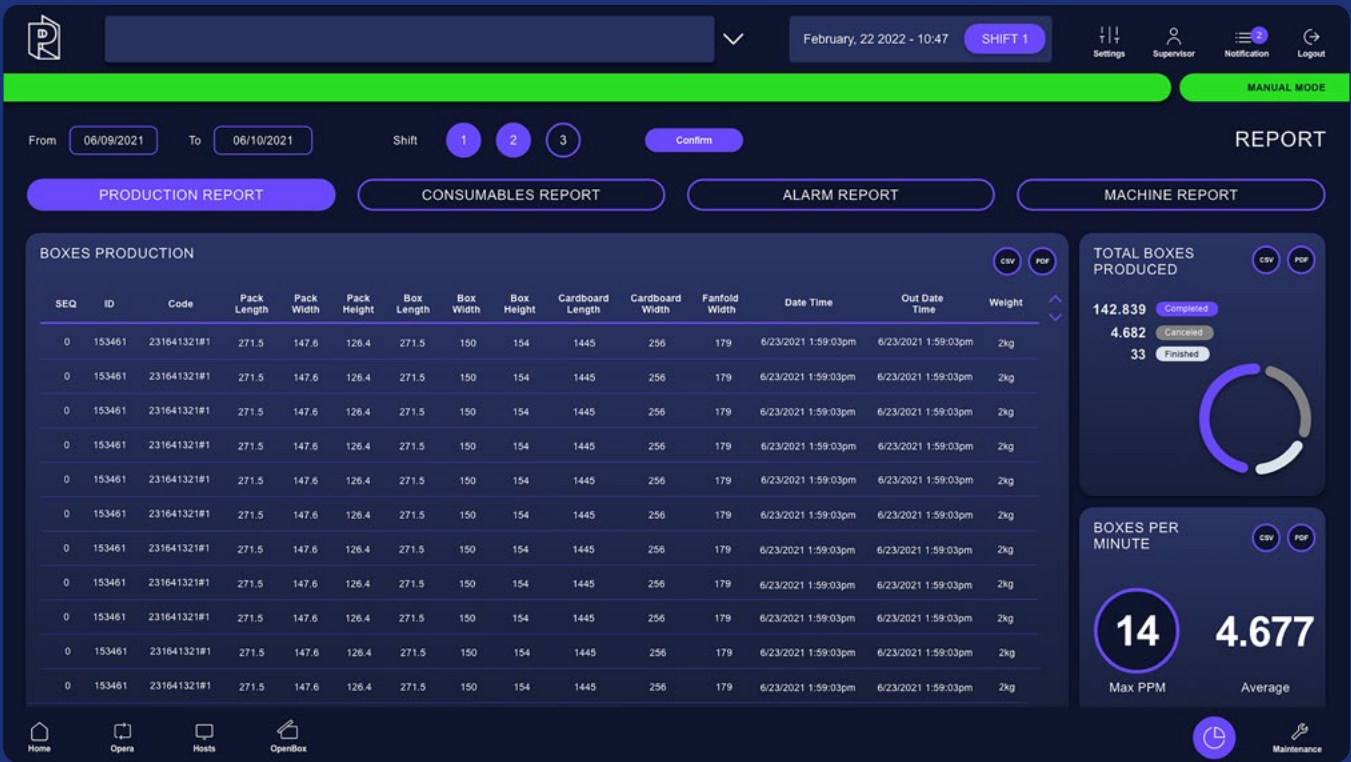 February, 22 2022 - 10:47 SHIFT 1
Settings Supervisor 2 Notification Logout
MANUAL MODE
From 06/09/2021 To 06/10/2021 Shift 1 2 3 Confirm REPORT
PRODUCTION REPORT CONSUMABLES REPORT ALARM REPORT MACHINE REPORT
BOXES PRODUCTION CSV PDF
SEQ ID Code Pack Length Pack Width Pack Height Box Length Box Width Box Height Cardboard Length Cardboard Width Fanfold Width Date Time Out Date Time Weight
0 153461 231641321#1 271.5 147.6 126.4 271.5 150 154 1445 256 179 6/23/2021 1:59:03pm 6/23/2021 1:59:03pm 2kg
0 153461 231641321#1 271.5 147.6 126.4 271.5 150 154 1445 256 179 6/23/2021 1:59:03pm 6/23/2021 1:59:03pm 2kg
0 153461 231641321#1 271.5 147.6 126.4 271.5 150 154 1445 256 179 6/23/2021 1:59:03pm 6/23/2021 1:59:03pm 2kg
0 153461 231641321#1 271.5 147.6 126.4 271.5 150 154 1445 256 179 6/23/2021 1:59:03pm 6/23/2021 1:59:03pm 2kg
0 153461 231641321#1 271.5 147.6 126.4 271.5 150 154 1445 256 179 6/23/2021 1:59:03pm 6/23/2021 1:59:03pm 2kg
0 153461 231641321#1 271.5 147.6 126.4 271.5 150 154 1445 256 179 6/23/2021 1:59:03pm 6/23/2021 1:59:03pm 2kg
0 153461 231641321#1 271.5 147.6 126.4 271.5 150 154 1445 256 179 6/23/2021 1:59:03pm 6/23/2021 1:59:03pm 2kg
0 153461 231641321#1 271.5 147.6 126.4 271.5 150 154 1445 256 179 6/23/2021 1:59:03pm 6/23/2021 1:59:03pm 2kg
0 153461 231641321#1 271.5 147.6 126.4 271.5 150 154 1445 256 179 6/23/2021 1:59:03pm 6/23/2021 1:59:03pm 2kg
0 153461 231641321#1 271.5 147.6 126.4 271.5 150 154 1445 256 179 6/23/2021 1:59:03pm 6/23/2021 1:59:03pm 2kg
0 153461 231641321#1 271.5 147.6 126.4 271.5 150 154 1445 256 179 6/23/2021 1:59:03pm 6/23/2021 1:59:03pm 2kg
TOTAL BOXES
PRODUCED
CSV PDF
142.839 Completed
4.682 Canceled
33 Finished
BOXES PER
MINUTE
CSV PDF
14 4.677
Max PPM Average
Home Opera Hosts OpenBox Maintenance